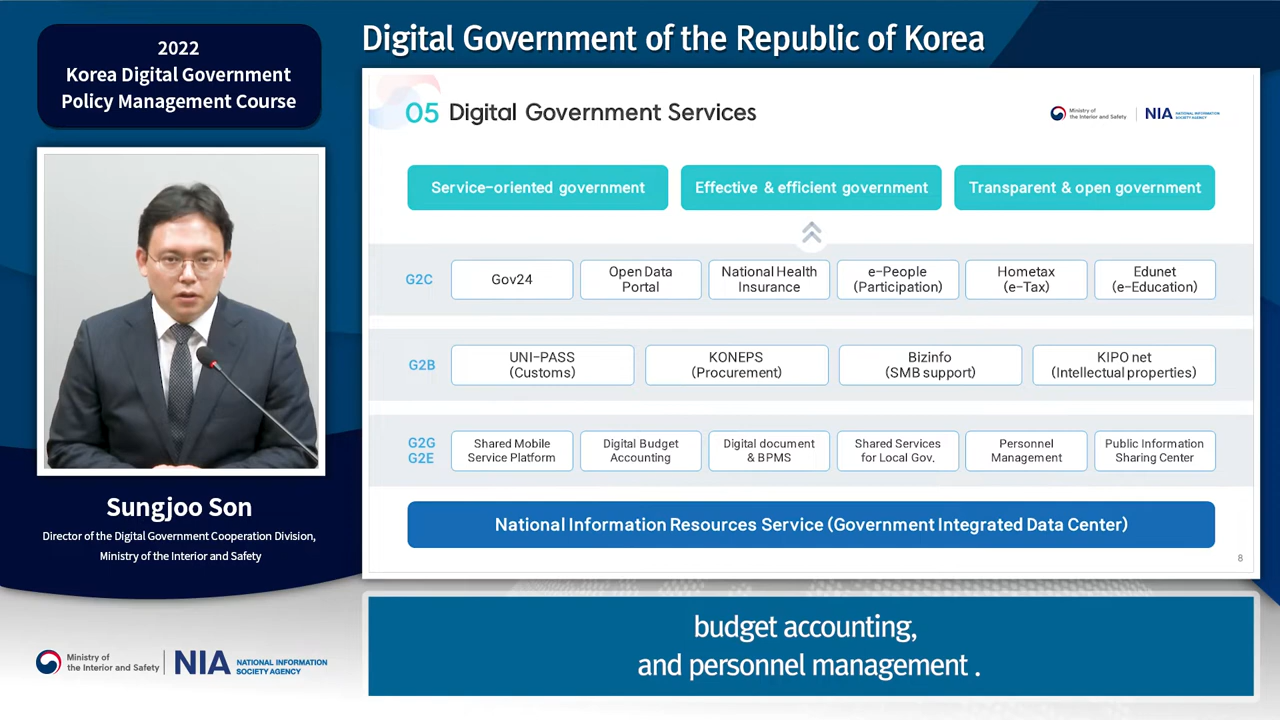 2022
Korea Digital Government
Policy Management Course
Digital Government of the Republic of Korea
05 Digital Government Services
Ministry of
the Interior and Safety
NIA NATIONAL INFORMATION
SOCIETY AGENCY
Service-oriented government
Effective & efficient government
Transparent & open government
G2C
Gov24
Open Data
Portal
National Health
Insurance
e-People
(Participation)
Hometax
(e-Tax)
Edunet
(e-Education)
G2B
UNI-PASS
(Customs)
KONEPS
(Procurement)
Bizinfo
(SMB support)
KIPO net
(Intellectual properties)
G2G
G2E
Shared Mobile
Service Platform
Digital Budget
Accounting
Digital document
& BPMS
Shared Services
for Local Gov.
Personnel
Management
Public Information
Sharing Center
National Information Resources Service (Government Integrated Data Center)
8
Sungjoo Son
Director of the Digital Government Cooperation Division,
Ministry of the Interior and Safety
Ministry of
the Interior and Safety
NIA NATIONAL INFORMATION
SOCIETY AGENCY
budget accounting,
and personnel management .